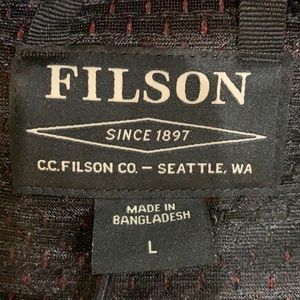 FILSON
SINCE 1897
C.C. FILSON CO. — SEATTLE, WA
MADE IN
BANGLADESH
L